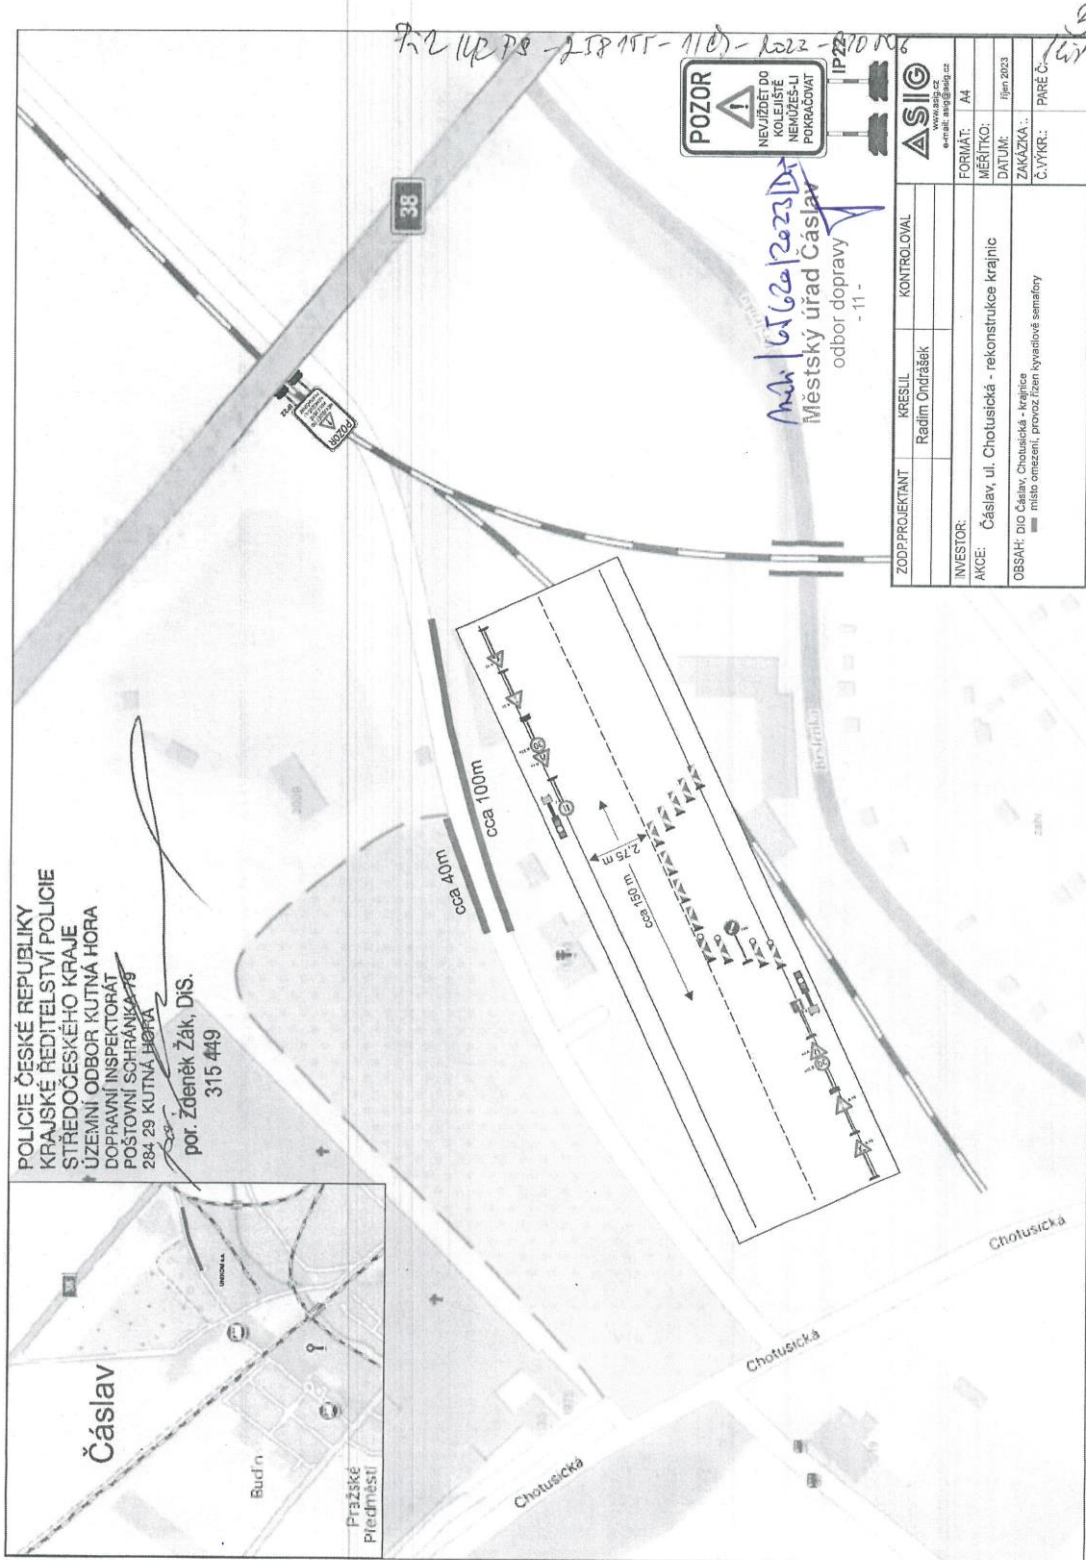 POLICIE ČESKÉ REPUBLIKY
KRAJSKÉ ŘEDITELSTVÍ POLICIE
STŘEDOČESKÉHO KRAJE
ÚZEMNÍ ODBOR KUTNÁ HORA
DOPRAVNÍ INSPEKTORÁT
POŠTOVNÍ SCHRÁNKA 79
284 29 KUTNÁ HORA
por. Zdeněk Žák, DiS.
315 449
Čáslav
Budín
Pražské
Předměstí
38
cca 40m
cca 100m
2,75 m
cca 150 m
POZOR
IP22
Chotusická
Chotusická
Chotusická
Brslenka
POZOR
NEVJÍŽDĚT DO
KOLEJIŠTĚ
NEMŮŽEŠ-LI
POKRAČOVAT
IP22
Městský úřad Čáslav
odbor dopravy
- 11 -
ZODP.PROJEKTANT
KRESLIL
KONTROLOVAL
Radim Ondrášek
ASIG
www.asig.cz
e-mail: asig@asig.cz
INVESTOR:
AKCE: Čáslav, ul. Chotusická - rekonstrukce krajnic
OBSAH: DIO Čáslav, Chotusická - krajnice
místo omezení, provoz řízen kyvadlově semafory
FORMÁT: A4
MĚŘÍTKO:
DATUM: říjen 2023
ZAKÁZKA.:
Č.VÝKR.:
PARÉ Č.